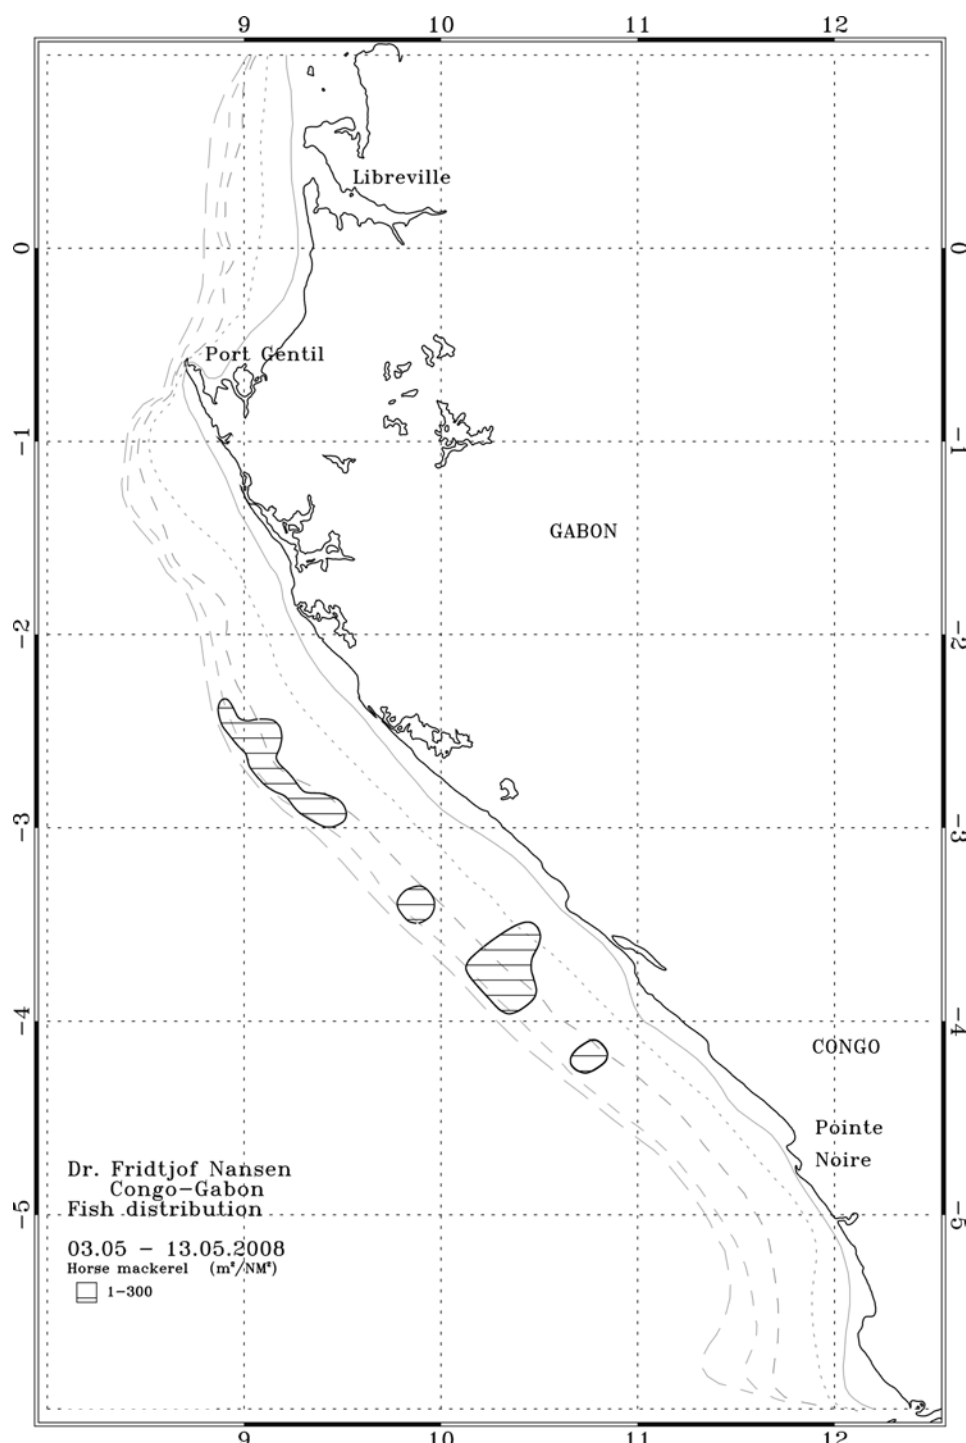 9 10 11 12
Libreville
0 0
Port Gentil
-1 -1
GABON
-2 -2
-3 -3
-4 -4
CONGO
Pointe
Noire
Dr. Fridtjof Nansen
Congo-Gabon
Fish distribution
-5 -5
03.05 - 13.05.2008
Horse mackerel (m²/NM²)
1-300
9 10 11 12